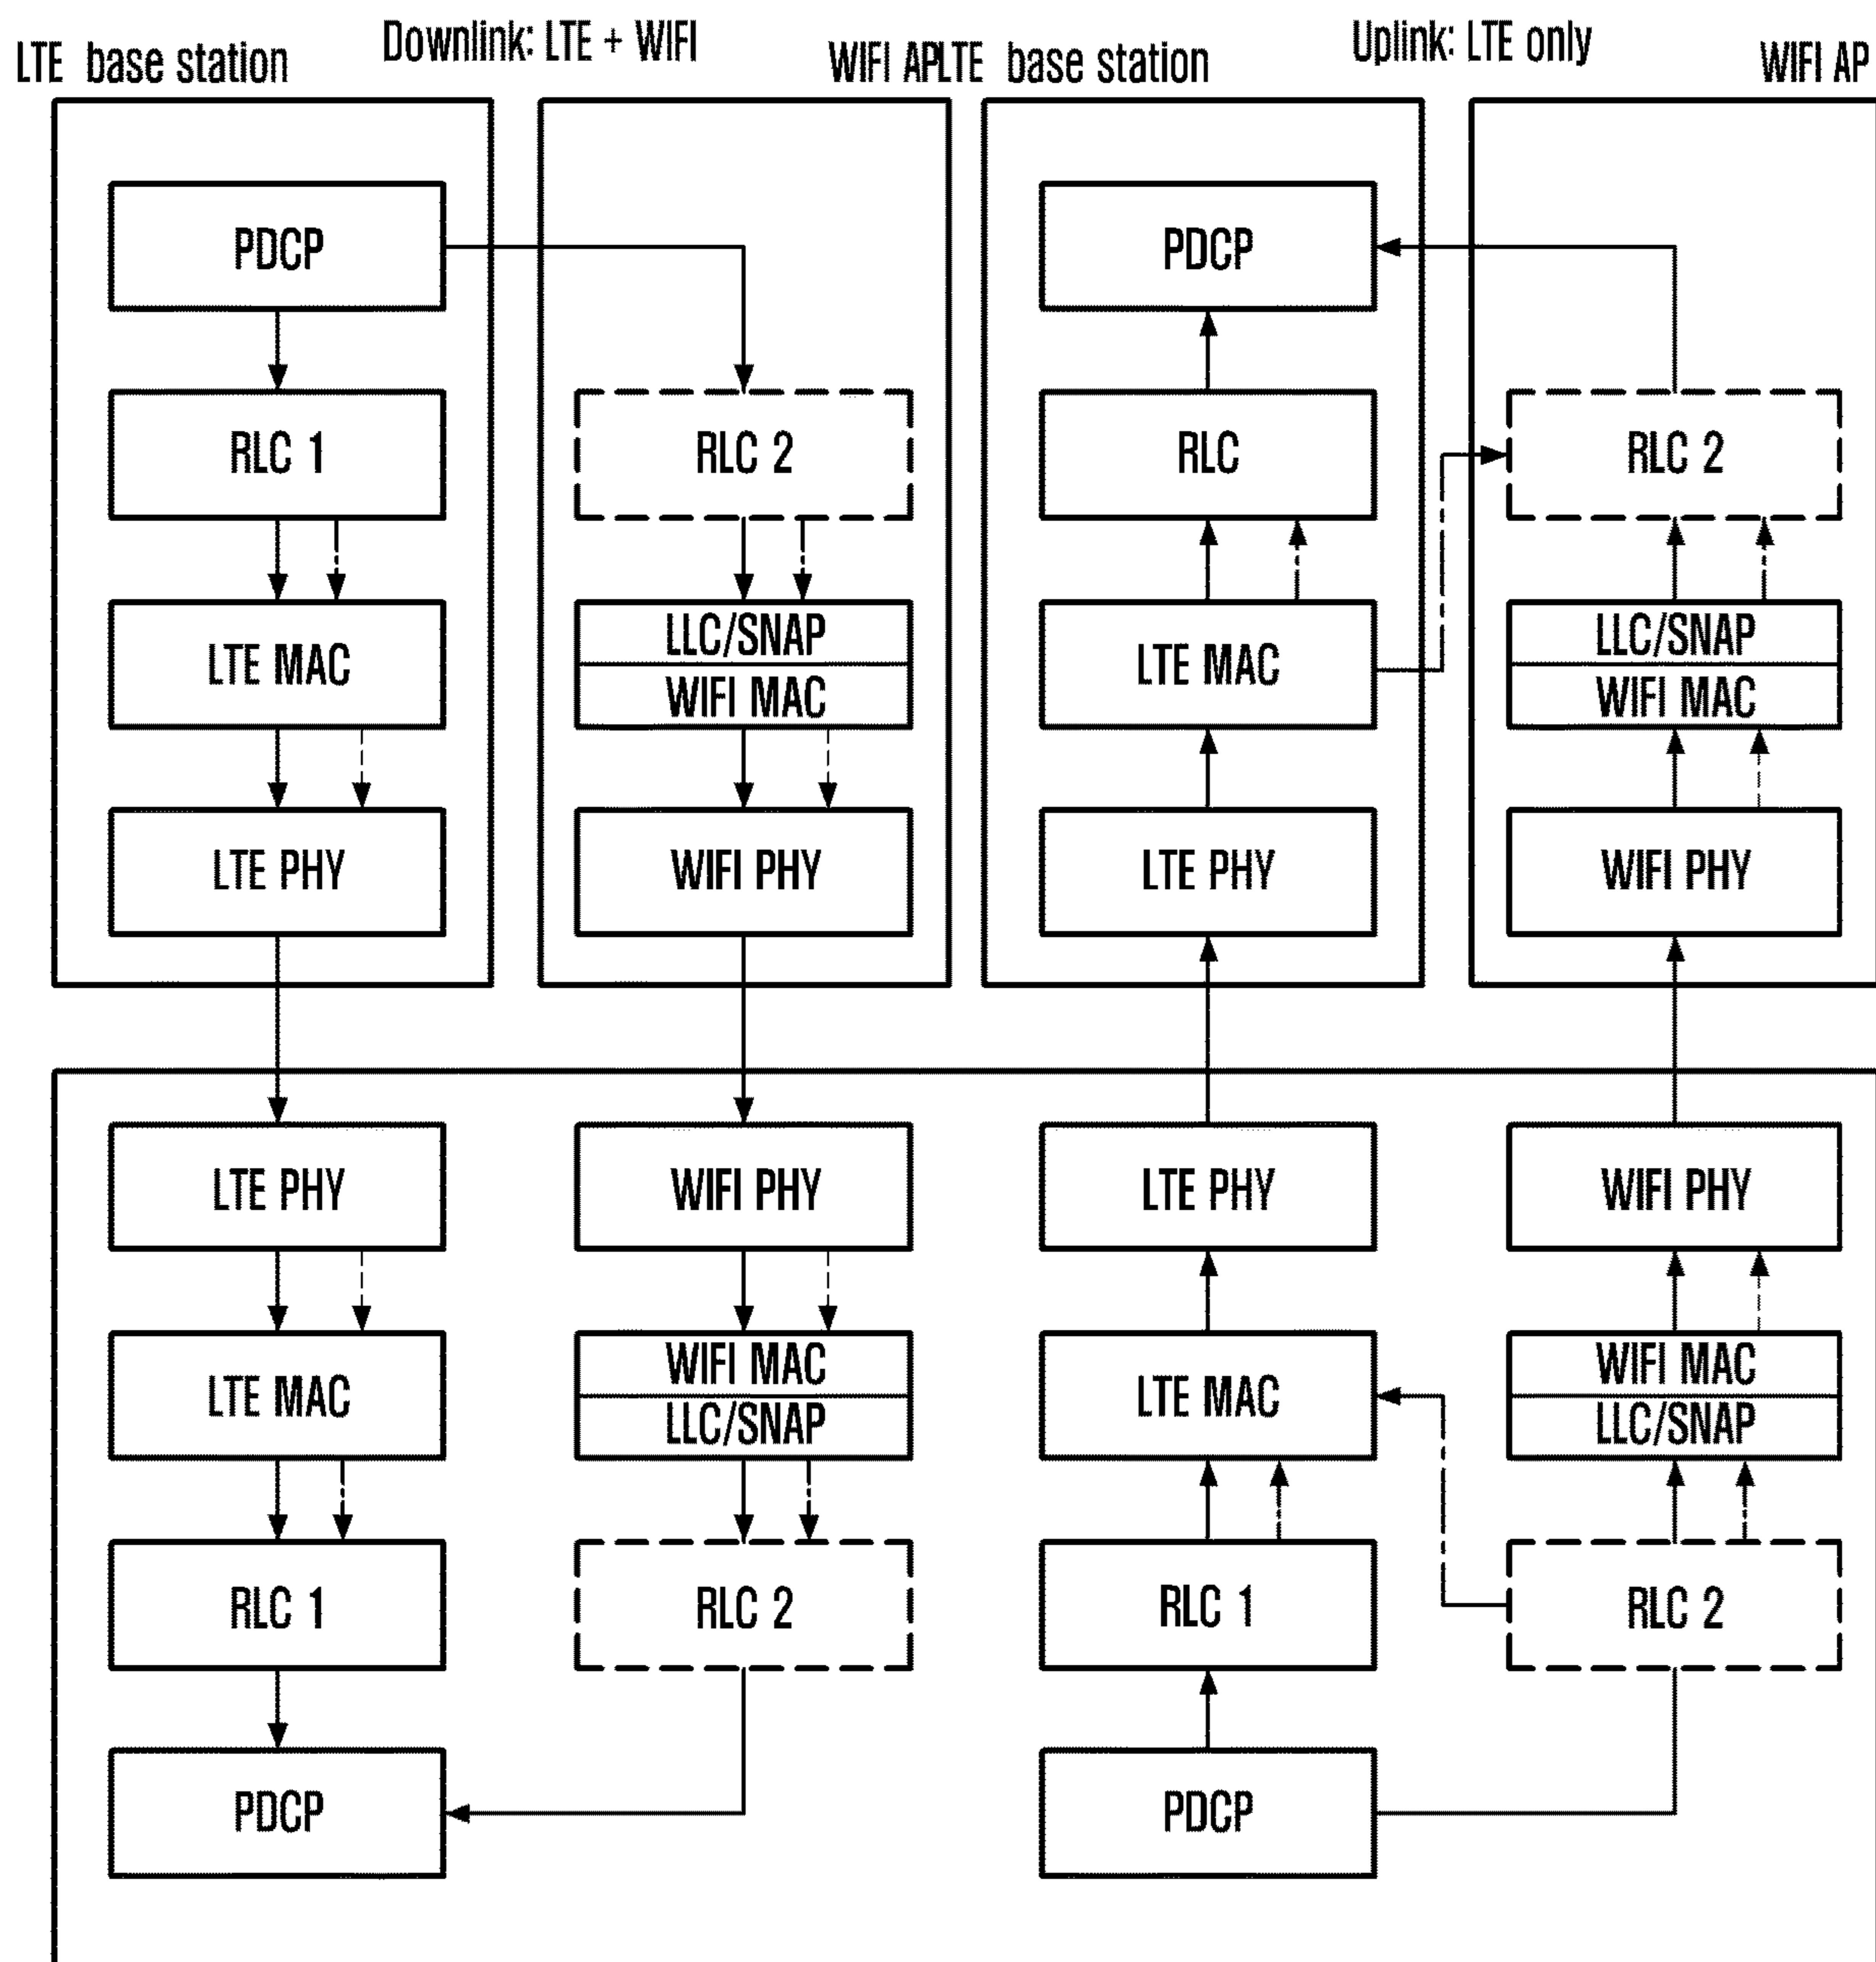 Downlink: LTE + WIFI
Uplink: LTE only
LTE base station
WIFI AP
LTE base station
WIFI AP
PDCP
PDCP
RLC 1
RLC 2
RLC
RLC 2
LTE MAC
LLC/SNAP
WIFI MAC
LTE MAC
LLC/SNAP
WIFI MAC
LTE PHY
WIFI PHY
LTE PHY
WIFI PHY
LTE PHY
WIFI PHY
LTE PHY
WIFI PHY
LTE MAC
WIFI MAC
LLC/SNAP
LTE MAC
WIFI MAC
LLC/SNAP
RLC 1
RLC 2
RLC 1
RLC 2
PDCP
PDCP